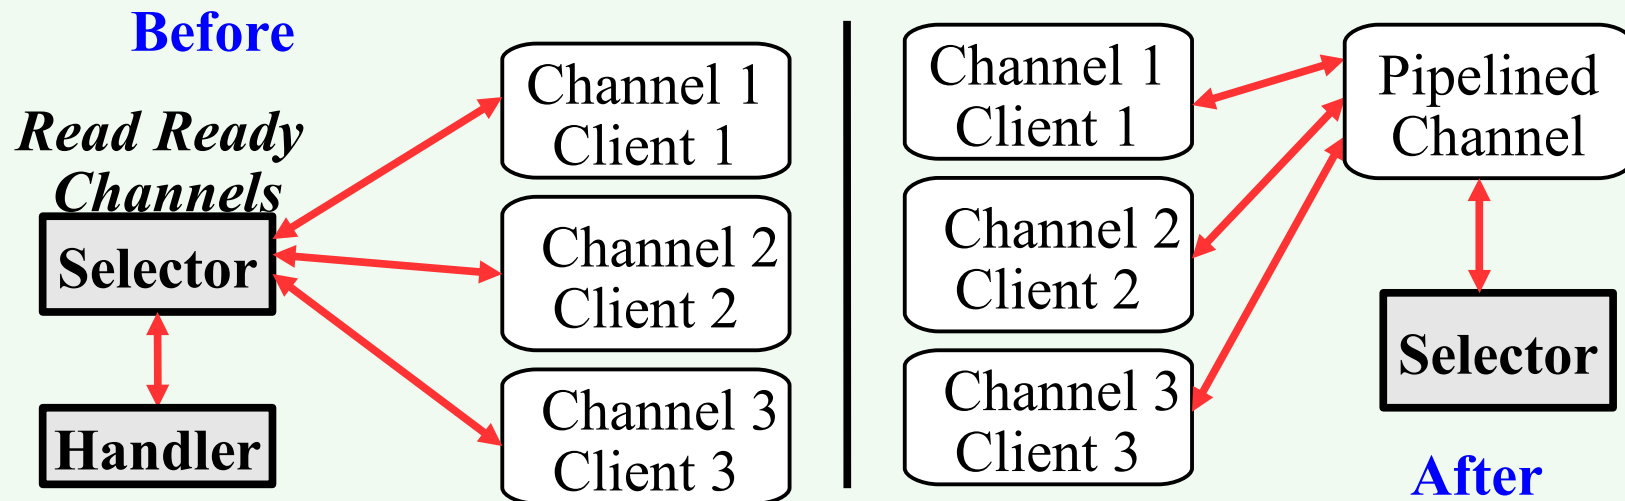 Before
Read Ready
Channels
Selector
Handler
Channel 1
Client 1
Channel 2
Client 2
Channel 3
Client 3
Channel 1
Client 1
Channel 2
Client 2
Channel 3
Client 3
Pipelined
Channel
Selector
After